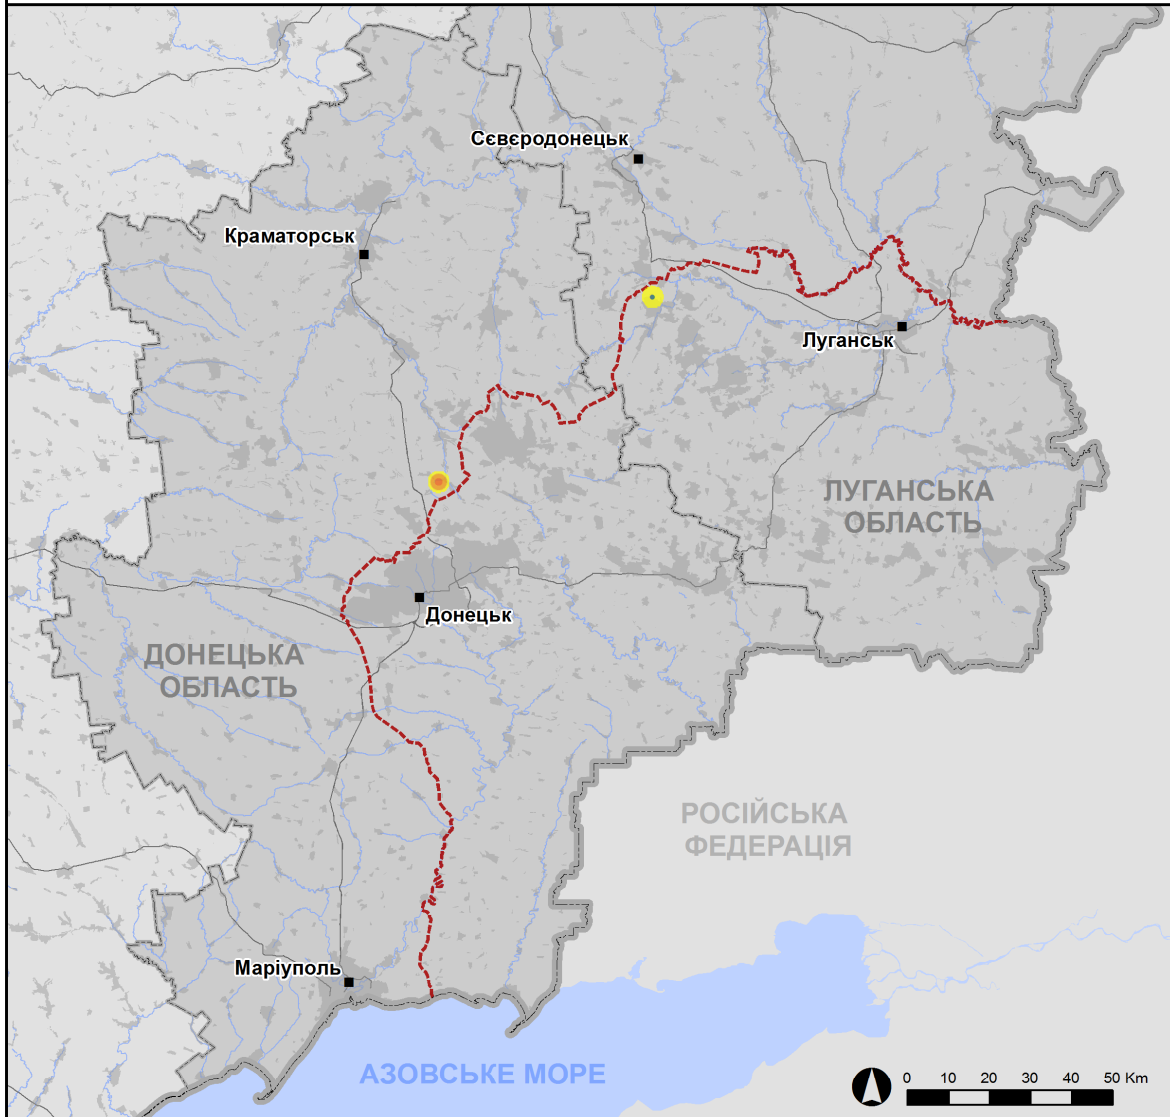 Сєвєродонецьк
Краматорськ
Луганськ
ЛУГАНСЬКА
ОБЛАСТЬ
Донецьк
ДОНЕЦЬКА
ОБЛАСТЬ
РОСІЙСЬКА
ФЕДЕРАЦІЯ
Маріуполь
АЗОВСЬКЕ МОРЕ
0 10 20 30 40 50 Km